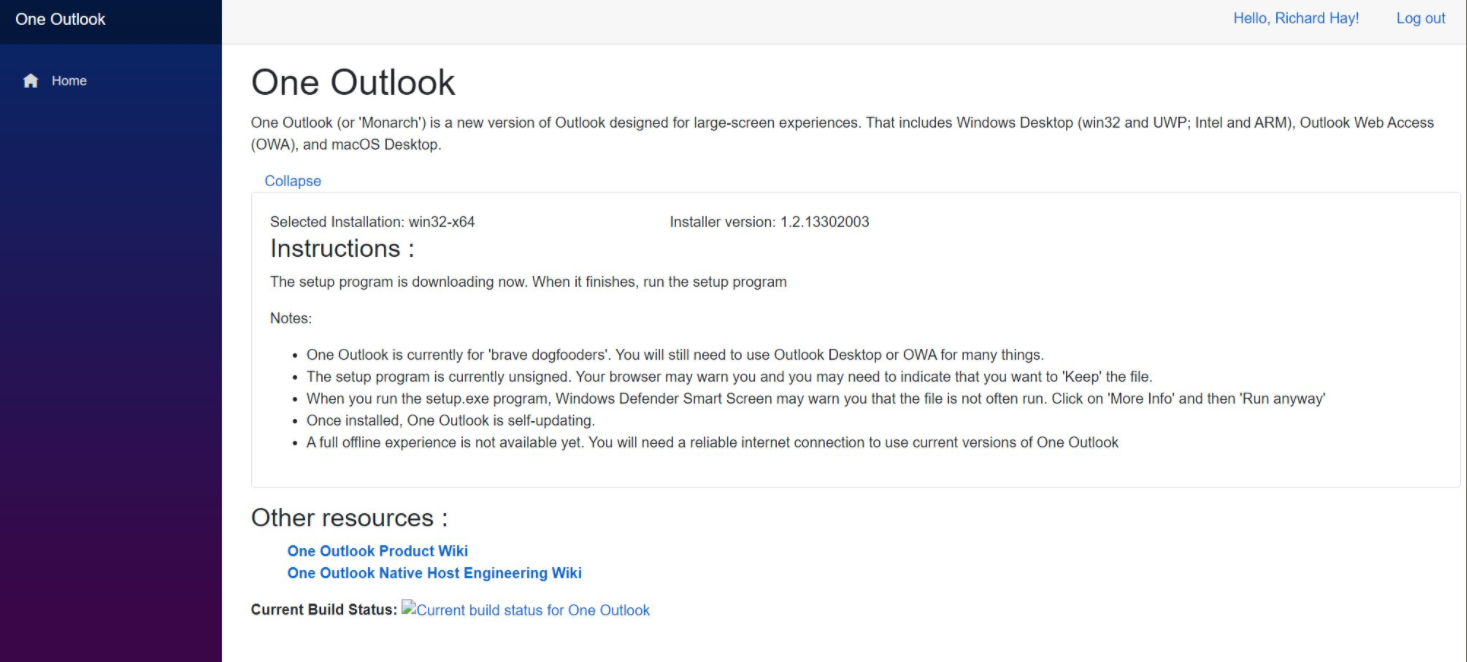 One Outlook
Hello, Richard Hay!
Log out
Home
One Outlook
One Outlook (or 'Monarch') is a new version of Outlook designed for large-screen experiences. That includes Windows Desktop (win32 and UWP; Intel and ARM), Outlook Web Access
(OWA), and macOS Desktop.
Collapse
Selected Installation: win32-x64
Installer version: 1.2.13302003
Instructions :
The setup program is downloading now. When it finishes, run the setup program
Notes:
• One Outlook is currently for 'brave dogfooders'. You will still need to use Outlook Desktop or OWA for many things.
• The setup program is currently unsigned. Your browser may warn you and you may need to indicate that you want to 'Keep' the file.
• When you run the setup.exe program, Windows Defender Smart Screen may warn you that the file is not often run. Click on 'More Info' and then 'Run anyway'
• Once installed, One Outlook is self-updating.
• A full offline experience is not available yet. You will need a reliable internet connection to use current versions of One Outlook
Other resources :
One Outlook Product Wiki
One Outlook Native Host Engineering Wiki
Current Build Status: Current build status for One Outlook